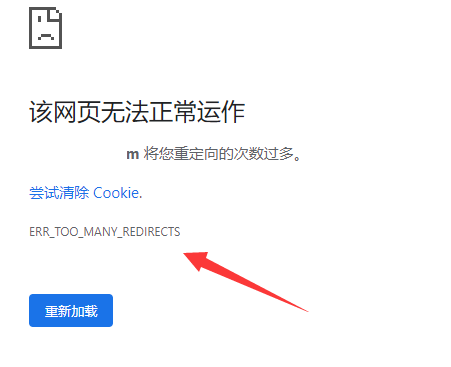 该网页无法正常运作
m 将您重定向的次数过多。
尝试清除 Cookie.
ERR_TOO_MANY_REDIRECTS
重新加载